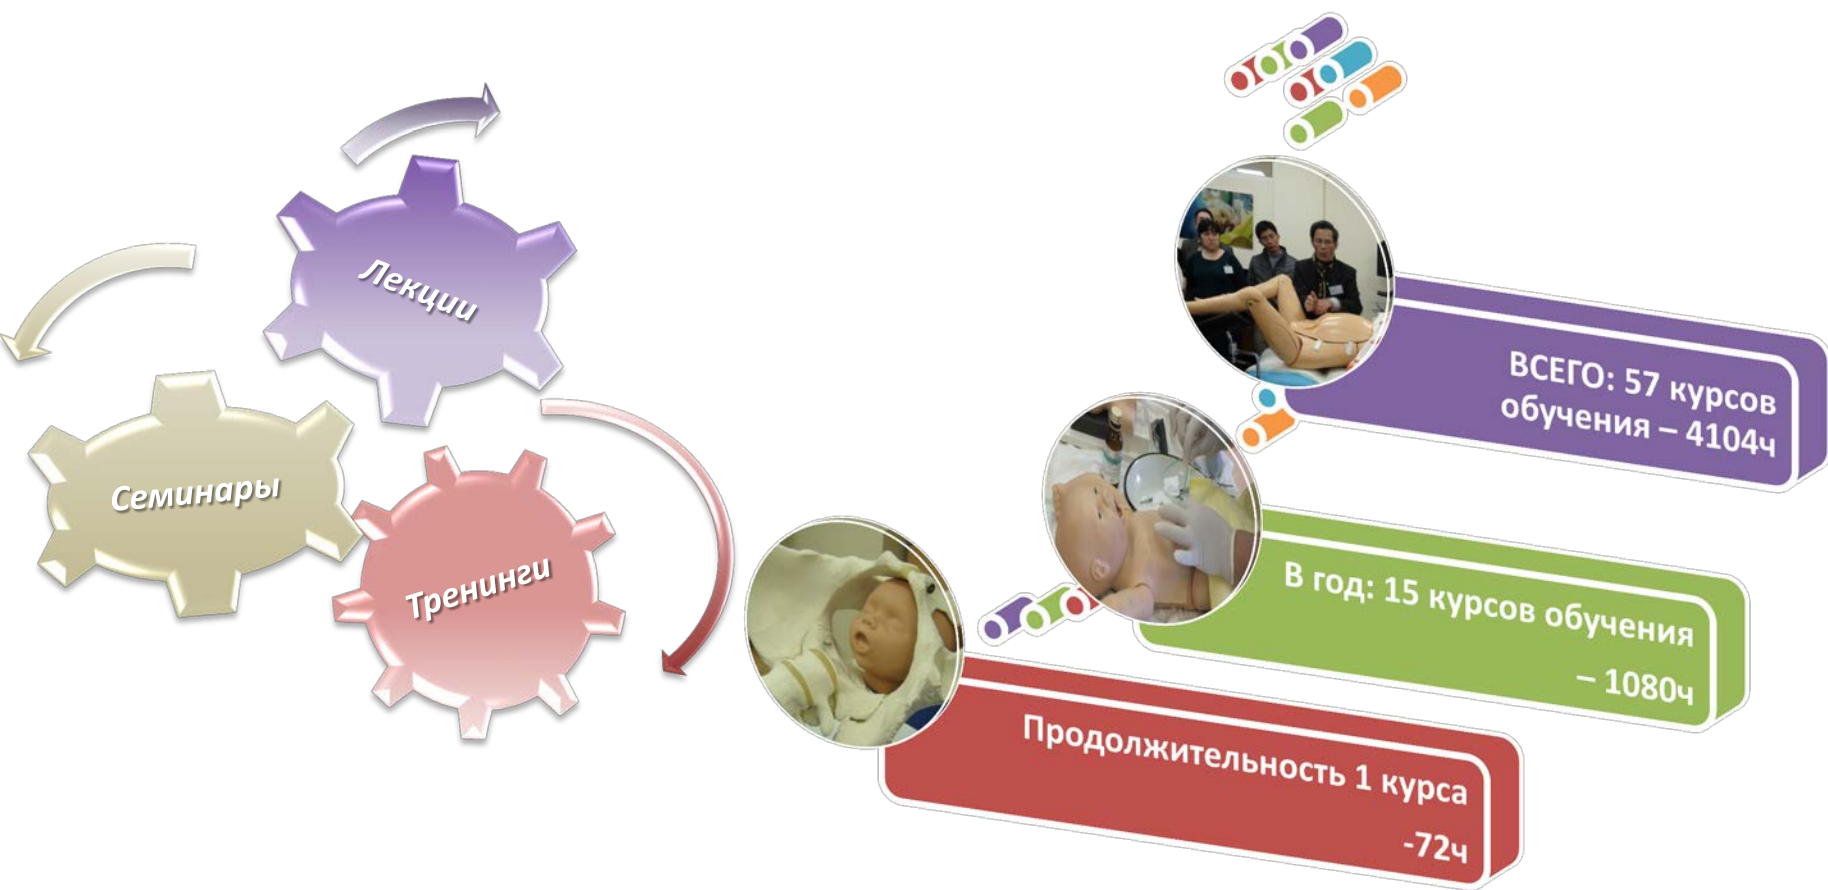 Лекции
Семинары
Тренинги
ВСЕГО: 57 курсов
обучения – 4104ч
В год: 15 курсов обучения
– 1080ч
Продолжительность 1 курса
-72ч